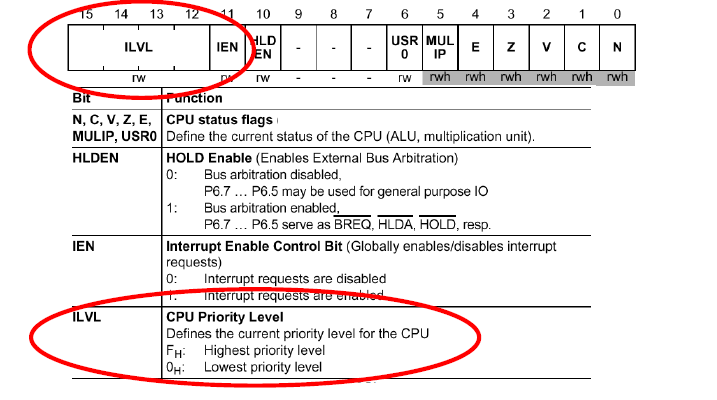 15 14 13 12 11 10 9 8 7 6 5 4 3 2 1 0
ILVL IEN HLD EN - - - USR 0 MUL IP E Z V C N
rw rw rw - - - rw rwh rwh rwh rwh rwh rwh
Bit Function
N, C, V, Z, E, CPU status flags
MULIP, USR0 Define the current status of the CPU (ALU, multiplication unit).
HLDEN HOLD Enable (Enables External Bus Arbitration)
0: Bus arbitration disabled,
P6.7 … P6.5 may be used for general purpose IO
1: Bus arbitration enabled,
P6.7 … P6.5 serve as BREQ, HLDA, HOLD, resp.
IEN Interrupt Enable Control Bit (Globally enables/disables interrupt
requests)
0: Interrupt requests are disabled
1: Interrupt requests are enabled
ILVL CPU Priority Level
Defines the current priority level for the CPU
FH: Highest priority level
0H: Lowest priority level